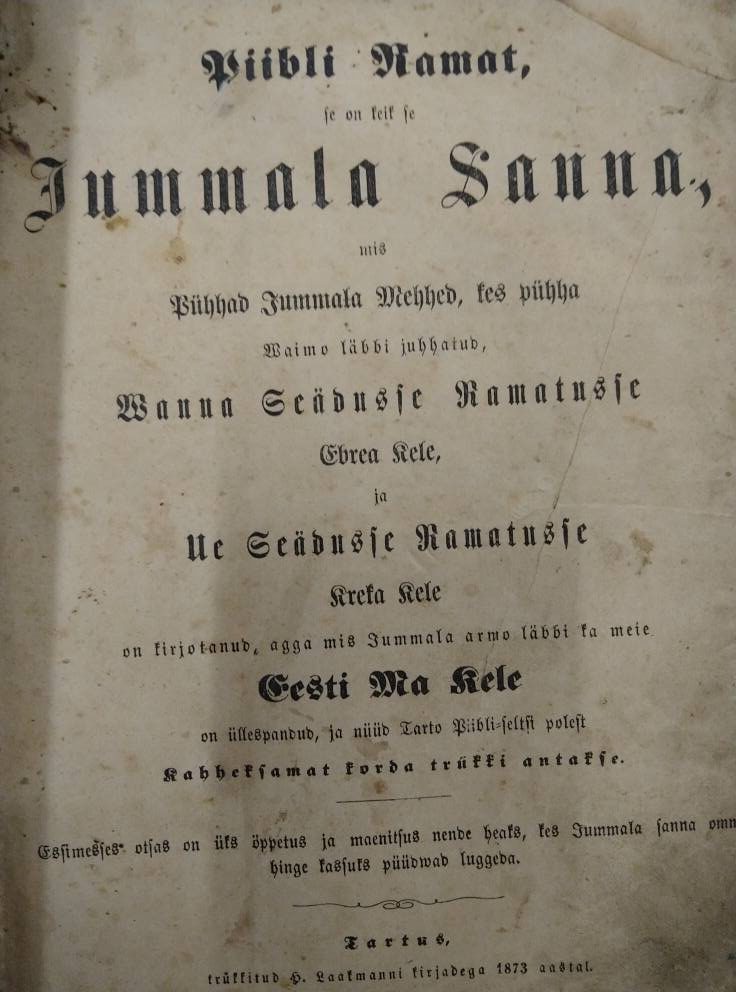 Piibli Ramat,
se on keik se
Jummala Sanna,
mis
Pühhad Jummala Mehhed, kes pühha
Waimo läbbi juhhatud,
Wanna Seädusse Ramatusse
Ebrea Kele,
ja
Ue Seädusse Ramatusse
Kreka Kele
on kirjotanud, agga mis Jummala armo läbbi ka meie
Eesti Ma Kele
on üllespandud, ja nüüd Tarto Piibli-seltsi polest
Kahheksamat korda trükki antakse.
Essimesses otsas on üks öppetus ja maenitsus nende heaks, kes Jummala sanna omm
hinge kassuks püüdwad luggeda.
Tartus,
trükkitud H. Laakmanni kirjadega 1873 aastal.